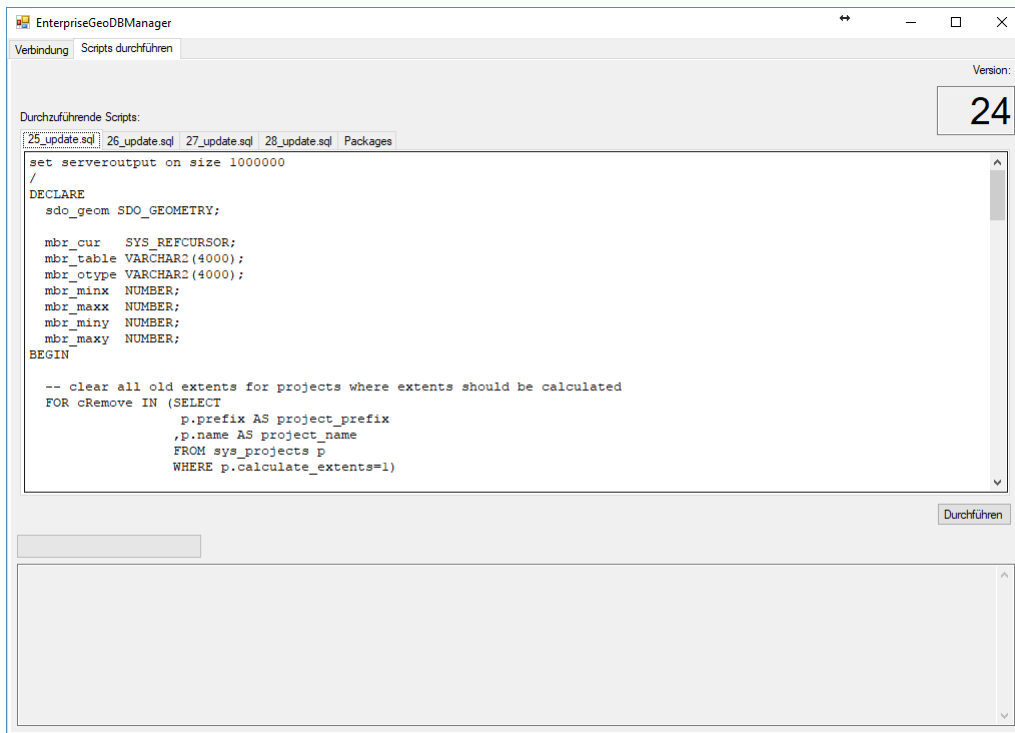 EnterpriseGeoDBManager
Verbindung Scripts durchführen
Version:
24
Durchzuführende Scripts:
25_update.sql 26_update.sql 27_update.sql 28_update.sql Packages
set serveroutput on size 1000000
/
DECLARE
  sdo_geom SDO_GEOMETRY;
  mbr_cur   SYS_REFCURSOR;
  mbr_table VARCHAR2(4000);
  mbr_otype VARCHAR2(4000);
  mbr_minx  NUMBER;
  mbr_maxx  NUMBER;
  mbr_miny  NUMBER;
  mbr_maxy  NUMBER;
BEGIN
  -- clear all old extents for projects where extents should be calculated
  FOR cRemove IN (SELECT
                   p.prefix AS project_prefix
                  ,p.name AS project_name
                  FROM sys_projects p
                  WHERE p.calculate_extents=1)
Durchführen